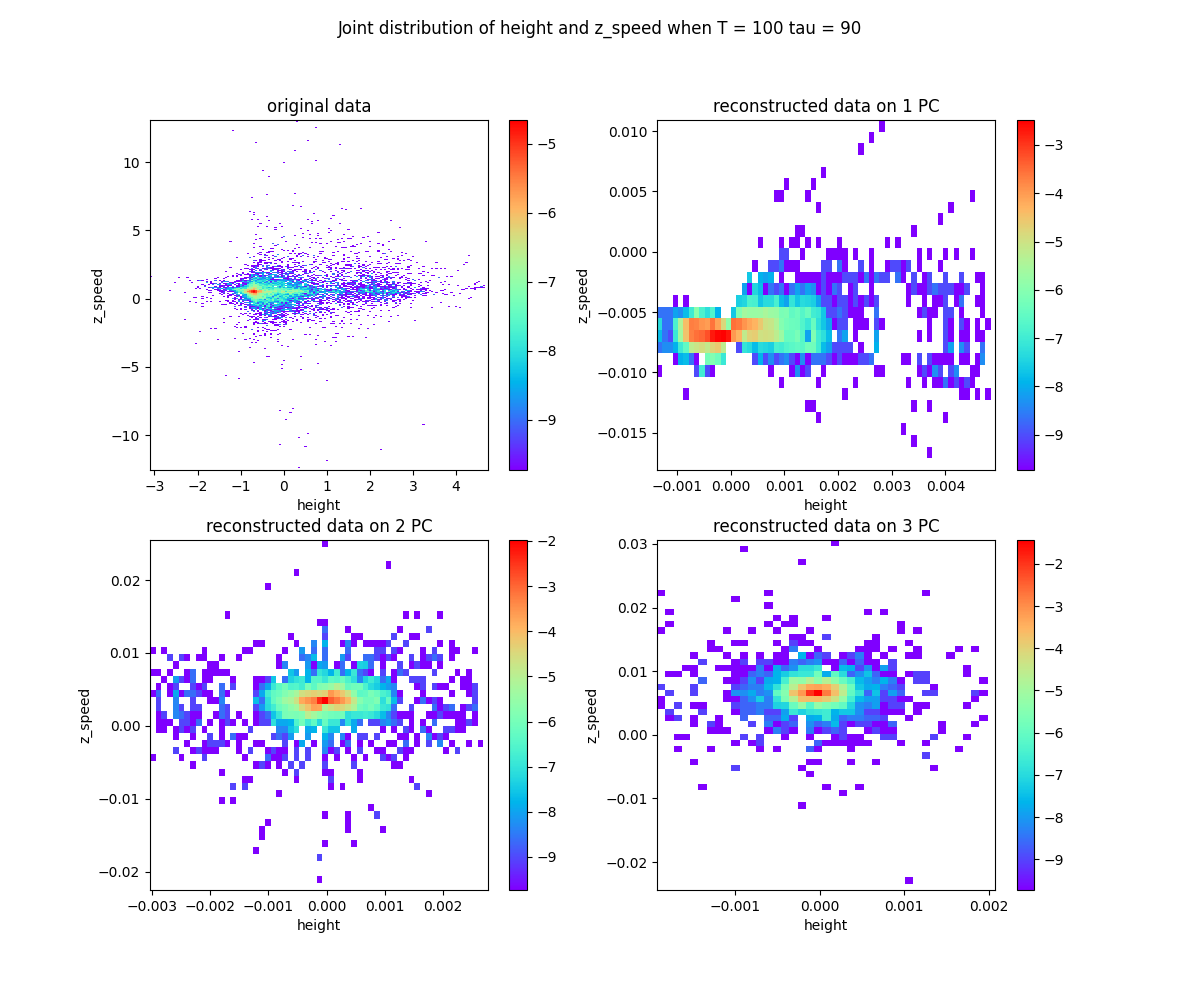 Joint distribution of height and z_speed when T = 100 tau = 90
original data
10
5
0
−5
−10
z_speed
−3 −2 −1 0 1 2 3 4
height
−5
−6
−7
−8
−9
reconstructed data on 1 PC
0.010
0.005
0.000
−0.005
−0.010
−0.015
z_speed
−0.001 0.000 0.001 0.002 0.003 0.004
height
−3
−4
−5
−6
−7
−8
−9
reconstructed data on 2 PC
0.02
0.01
0.00
−0.01
−0.02
z_speed
−0.003 −0.002 −0.001 0.000 0.001 0.002
height
−2
−3
−4
−5
−6
−7
−8
−9
reconstructed data on 3 PC
0.03
0.02
0.01
0.00
−0.01
−0.02
z_speed
−0.001 0.000 0.001 0.002
height
−2
−3
−4
−5
−6
−7
−8
−9